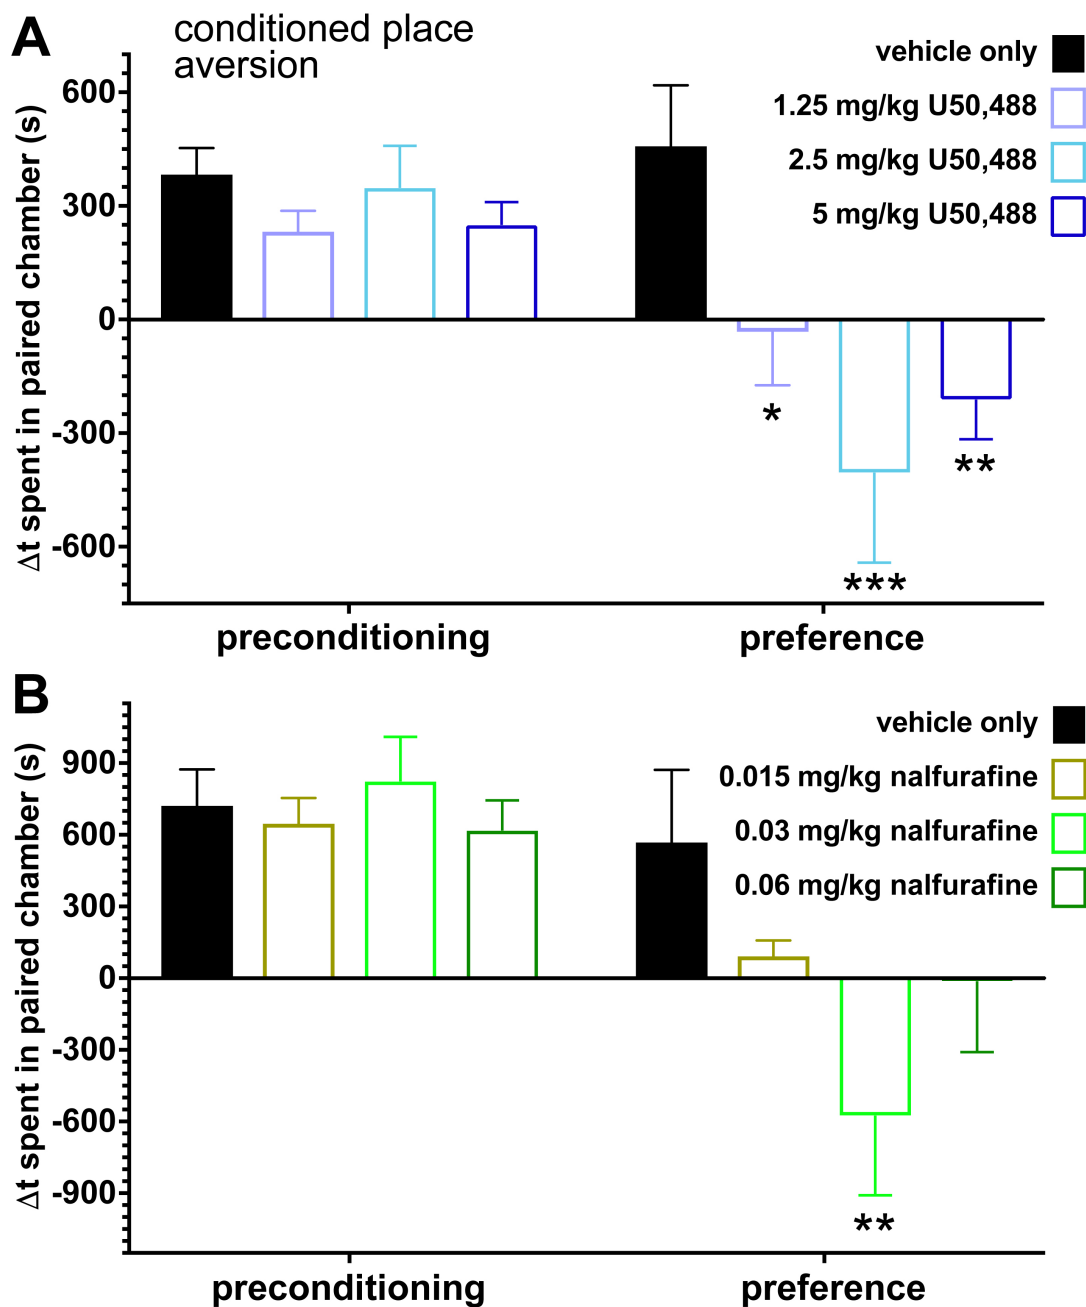 A
conditioned place
aversion
vehicle only
1.25 mg/kg U50,488
2.5 mg/kg U50,488
5 mg/kg U50,488
Δt spent in paired chamber (s)
600
300
0
-300
-600
*
***
**
preconditioning
preference
B
vehicle only
0.015 mg/kg nalfurafine
0.03 mg/kg nalfurafine
0.06 mg/kg nalfurafine
Δt spent in paired chamber (s)
900
600
300
0
-300
-600
-900
**
preconditioning
preference